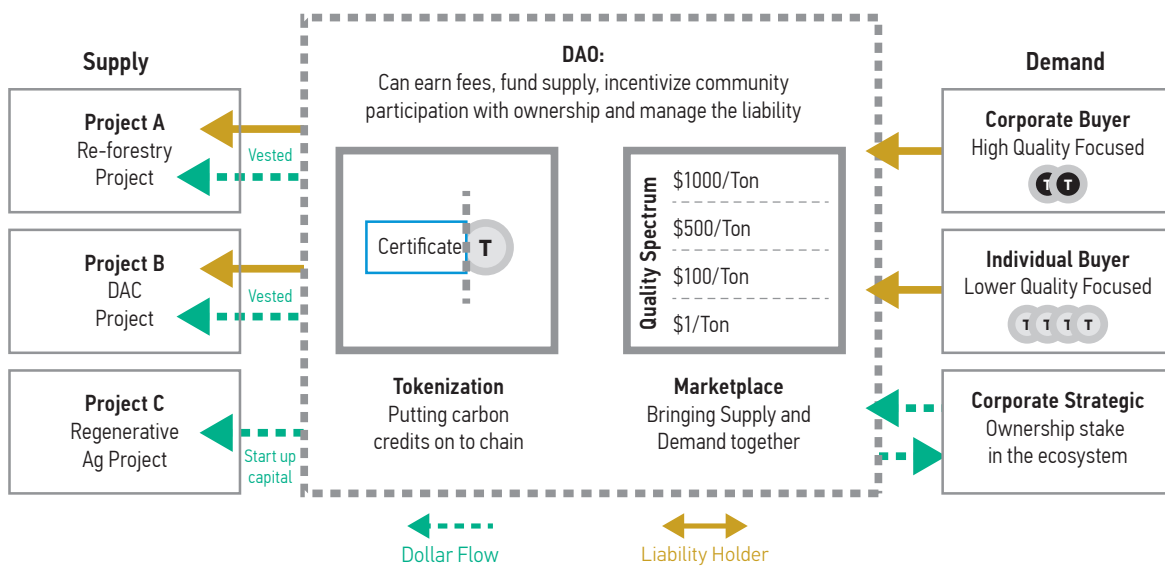 Supply
Project A
Re-forestry
Project
Vested
Project B
DAC
Project
Vested
Project C
Regenerative
Ag Project
Start up
capital
DAO:
Can earn fees, fund supply, incentivize community
participation with ownership and manage the liability
Certificate
T
Tokenization
Putting carbon
credits on to chain
Quality Spectrum
$1000/Ton
$500/Ton
$100/Ton
$1/Ton
Marketplace
Bringing Supply and
Demand together
Demand
Corporate Buyer
High Quality Focused
T T
Individual Buyer
Lower Quality Focused
T T T T
Corporate Strategic
Ownership stake
in the ecosystem
Dollar Flow
Liability Holder